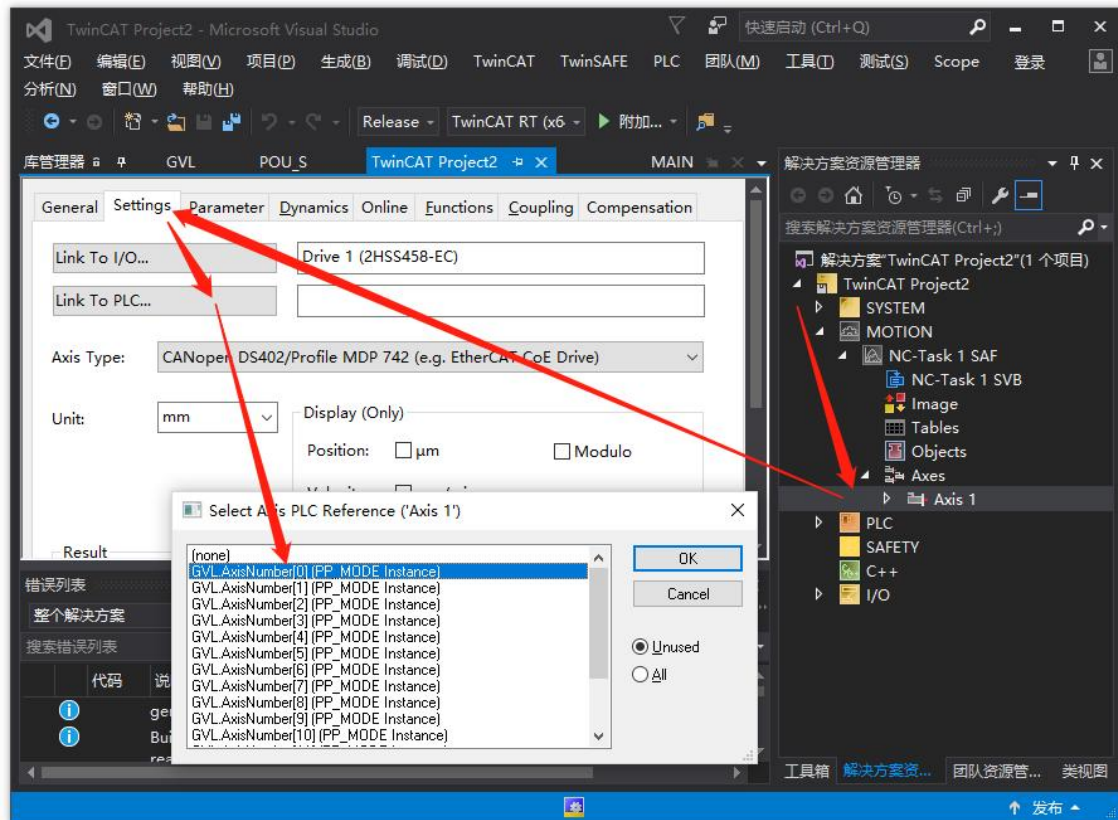 TwinCAT Project2 - Microsoft Visual Studio
快速启动 (Ctrl+Q)
文件(F) 编辑(E) 视图(V) 项目(P) 生成(B) 调试(D) TwinCAT TwinSAFE PLC 团队(M) 工具(T) 测试(S) Scope 登录
分析(N) 窗口(W) 帮助(H)
Release TwinCAT RT (x6 附加...
库管理器 GVL POU_S TwinCAT Project2 MAIN
General Settings Parameter Dynamics Online Functions Coupling Compensation
Link To I/O... Drive 1 (2HSS458-EC)
Link To PLC...
Axis Type: CANopen DS402/Profile MDP 742 (e.g. EtherCAT CoE Drive)
Unit: mm Display (Only)
Position: μm Modulo
Result
Select Axis PLC Reference ('Axis 1')
(none)
GVL.AxisNumber[0] (PP_MODE Instance)
GVL.AxisNumber[1] (PP_MODE Instance)
GVL.AxisNumber[2] (PP_MODE Instance)
GVL.AxisNumber[3] (PP_MODE Instance)
GVL.AxisNumber[4] (PP_MODE Instance)
GVL.AxisNumber[5] (PP_MODE Instance)
GVL.AxisNumber[6] (PP_MODE Instance)
GVL.AxisNumber[7] (PP_MODE Instance)
GVL.AxisNumber[8] (PP_MODE Instance)
GVL.AxisNumber[9] (PP_MODE Instance)
GVL.AxisNumber[10] (PP_MODE Instance)
OK
Cancel
Unused
All
错误列表
整个解决方案
搜索错误列表
代码 说
ger
Bui
rea
解决方案资源管理器
搜索解决方案资源管理器(Ctrl+;)
解决方案"TwinCAT Project2"(1 个项目)
TwinCAT Project2
SYSTEM
MOTION
NC-Task 1 SAF
NC-Task 1 SVB
Image
Tables
Objects
Axes
Axis 1
PLC
SAFETY
C++
I/O
工具箱 解决方案资... 团队资源管... 类视图
发布